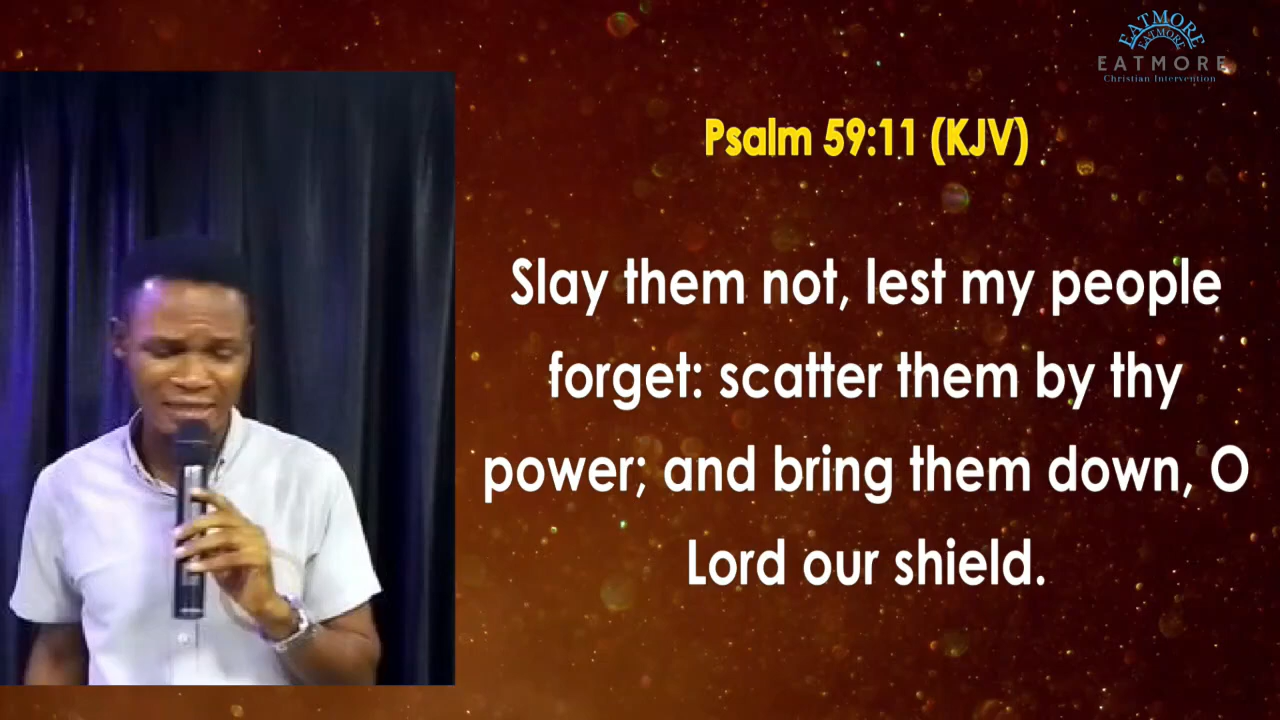 EATMORE
EATMORE
EATMORE
Christian Intervention
Psalm 59:11 (KJV)
Slay them not, lest my people
forget: scatter them by thy
power; and bring them down, O
Lord our shield.